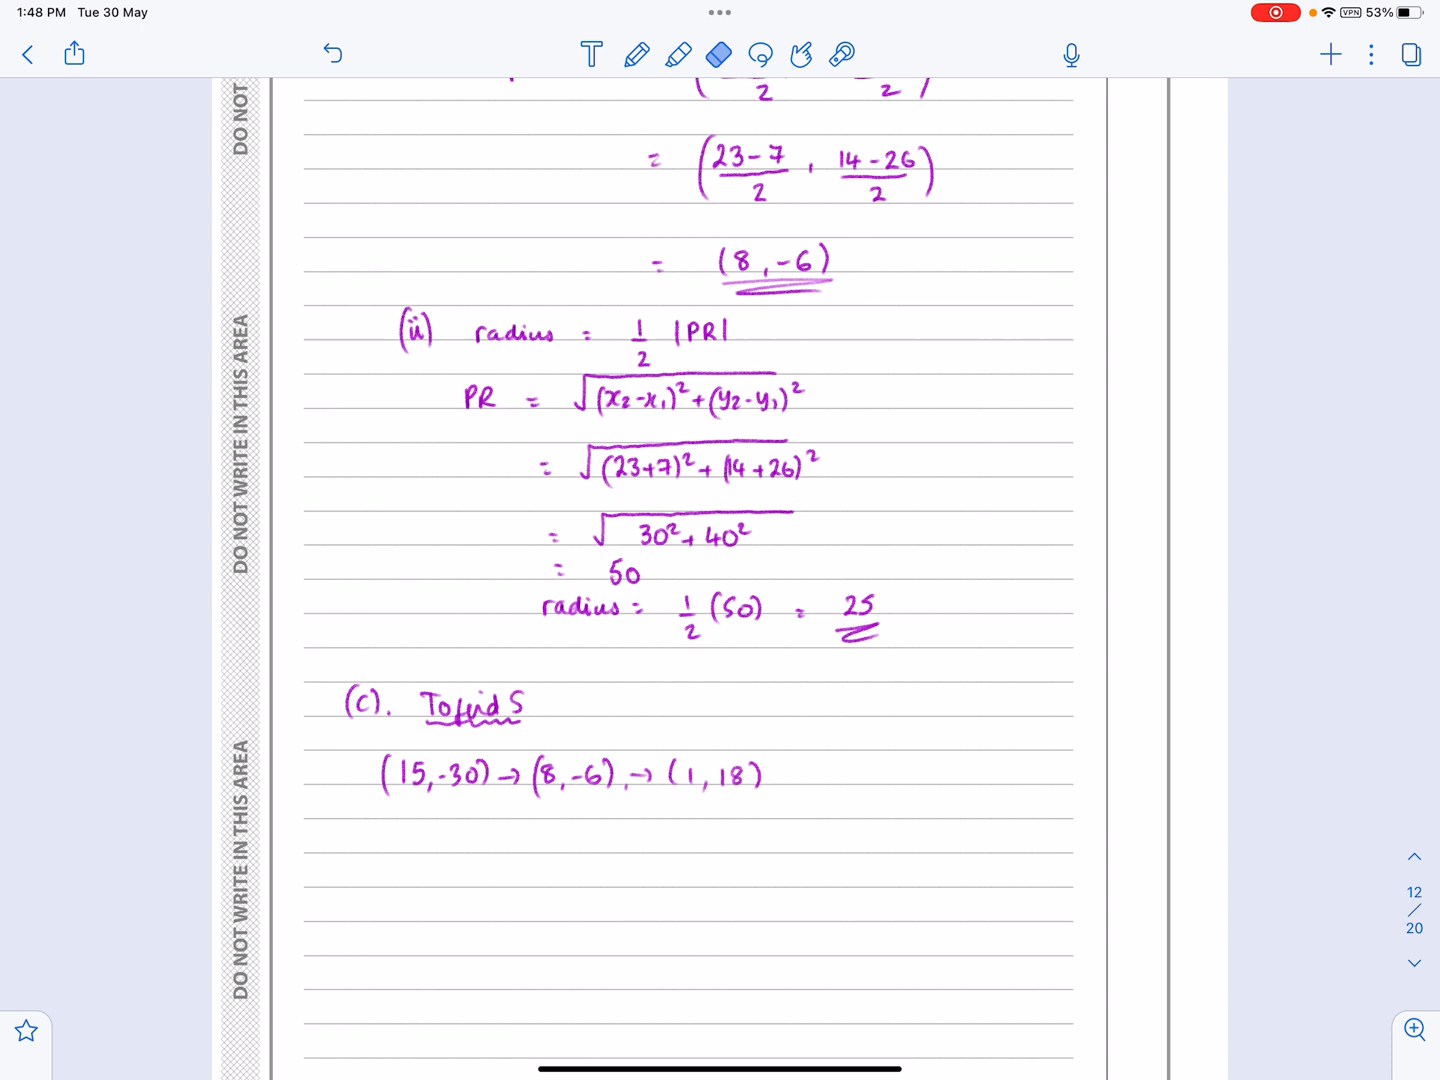 1:48 PM Tue 30 May
VPN 53%
DO NOT
2 2
= (23-7/2 , 14-26/2)
= (8,-6)
DO NOT WRITE IN THIS AREA
(ii) radius = 1/2 |PR|
PR = √(x₂-x₁)²+(y₂-y₁)²
= √(23+7)²+(14+26)²
= √30²+40²
= 50
radius = 1/2 (50) = 25
DO NOT WRITE IN THIS AREA
(c). To find S
(15,-30)→(8,-6),→(1,18)
12
/
20